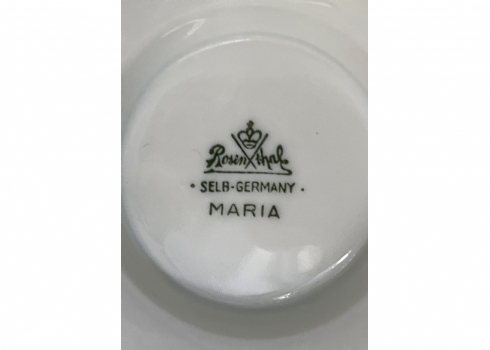 Rosenthal
· SELB-GERMANY ·
MARIA